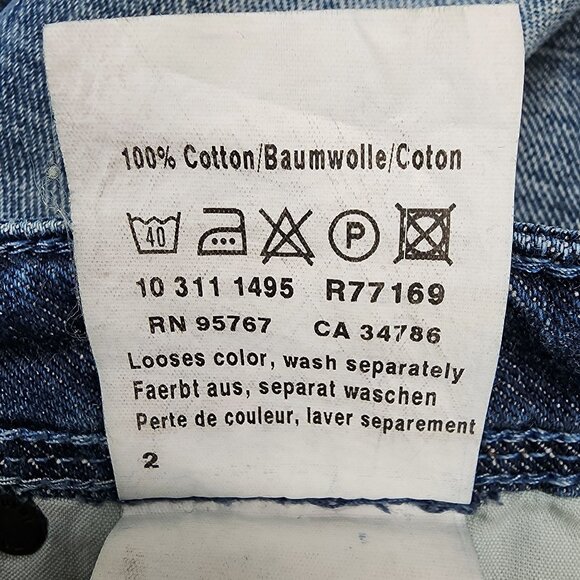 100% Cotton/Baumwolle/Coton
40 P
10 311 1495 R77169
RN 95767 CA 34786
Looses color, wash separately
Faerbt aus, separat waschen
Perte de couleur, laver separement
2